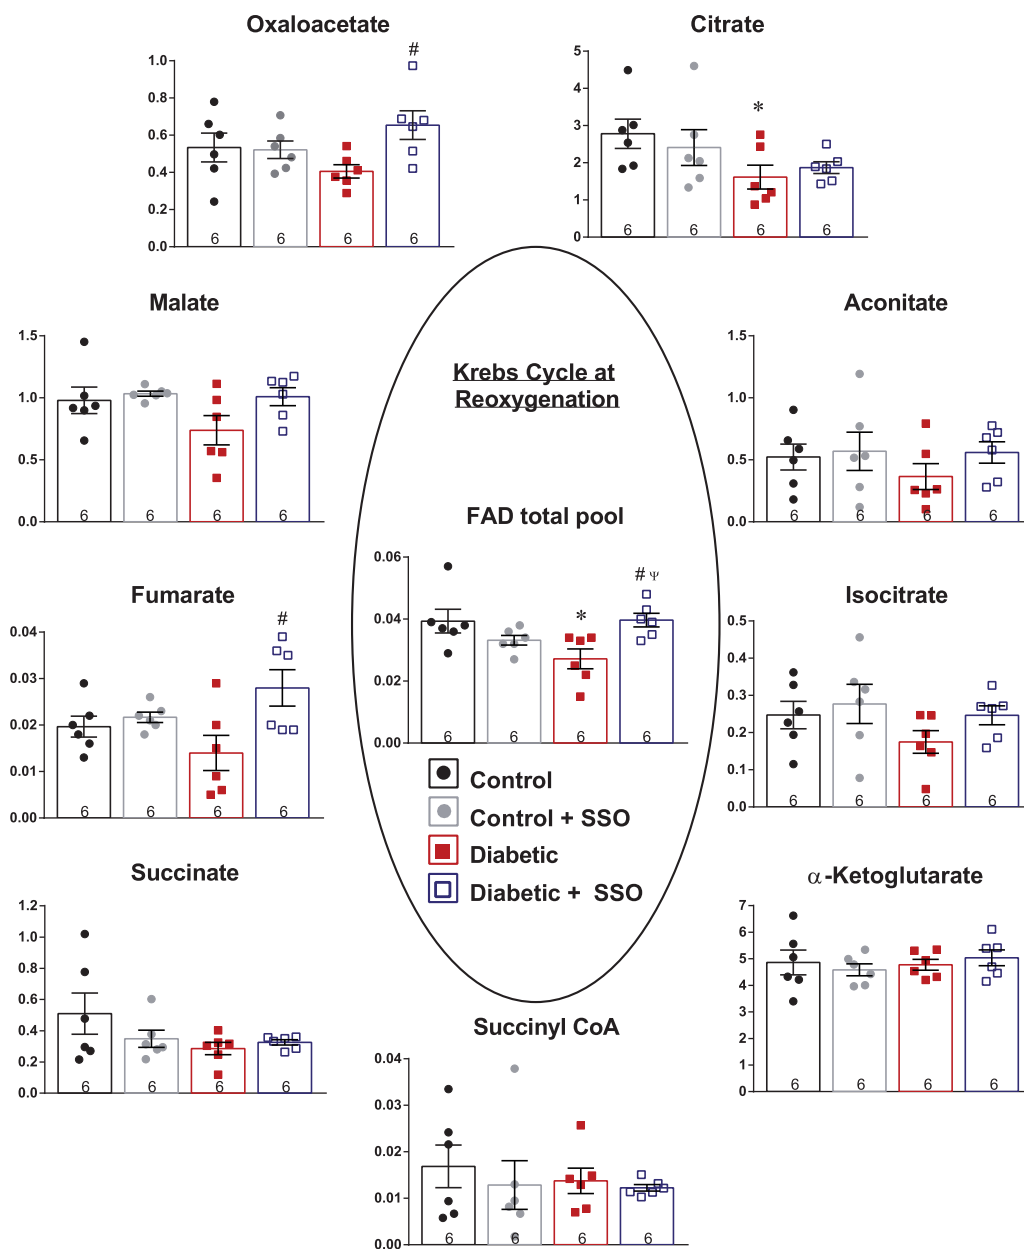 Oxaloacetate
#
1.0
0.8
0.6
0.4
0.2
0.0
6 6 6 6
Citrate
*
5
4
3
2
1
0
6 6 6 6
Malate
1.5
1.0
0.5
0.0
6 6 6 6
Krebs Cycle at
Reoxygenation
Aconitate
1.5
1.0
0.5
0.0
6 6 6 6
FAD total pool
# Ψ
*
0.06
0.04
0.02
0.00
6 6 6 6
Fumarate
#
0.04
0.03
0.02
0.01
0.00
6 6 6 6
Isocitrate
0.5
0.4
0.3
0.2
0.1
0.0
6 6 6 6
Control
Control + SSO
Diabetic
Diabetic + SSO
Succinate
1.2
1.0
0.8
0.6
0.4
0.2
0.0
6 6 6 6
α-Ketoglutarate
7
6
5
4
3
2
1
0
6 6 6 6
Succinyl CoA
0.04
0.03
0.02
0.01
0.00
6 6 6 6